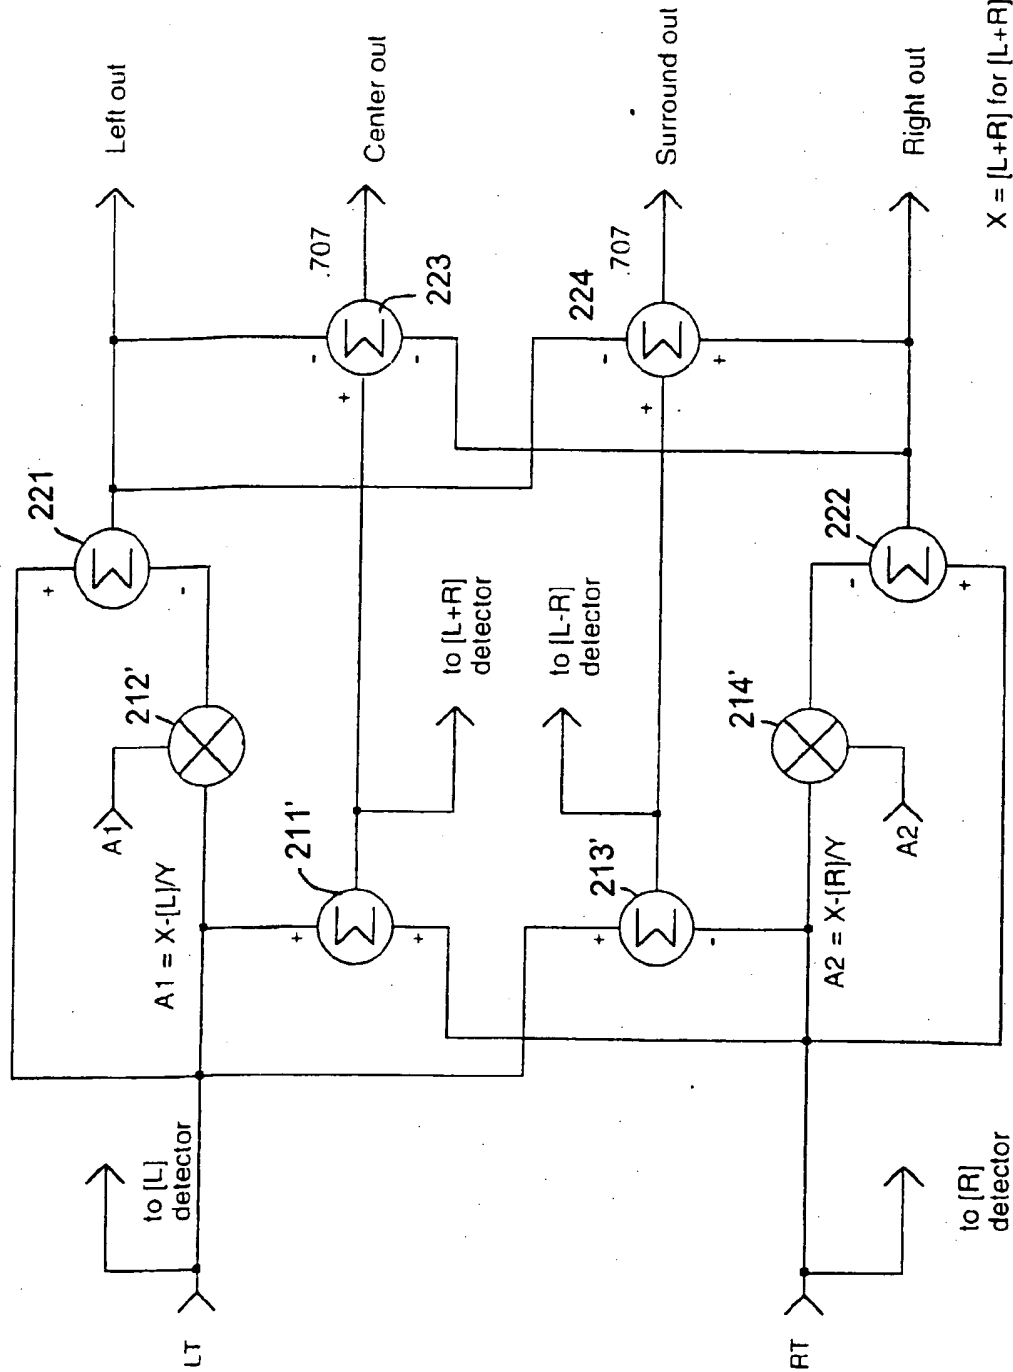 LT
to [L]
detector
A1 = X-[L]/Y
A1
212'
+
-
221
Left out
211'
+
+
to [L+R]
detector
+
-
-
223
.707
Center out
213'
+
-
to [L-R]
detector
+
-
+
224
.707
Surround out
RT
to [R]
detector
A2 = X-[R]/Y
A2
214'
-
+
222
Right out
X = [L+R] for [L+R]